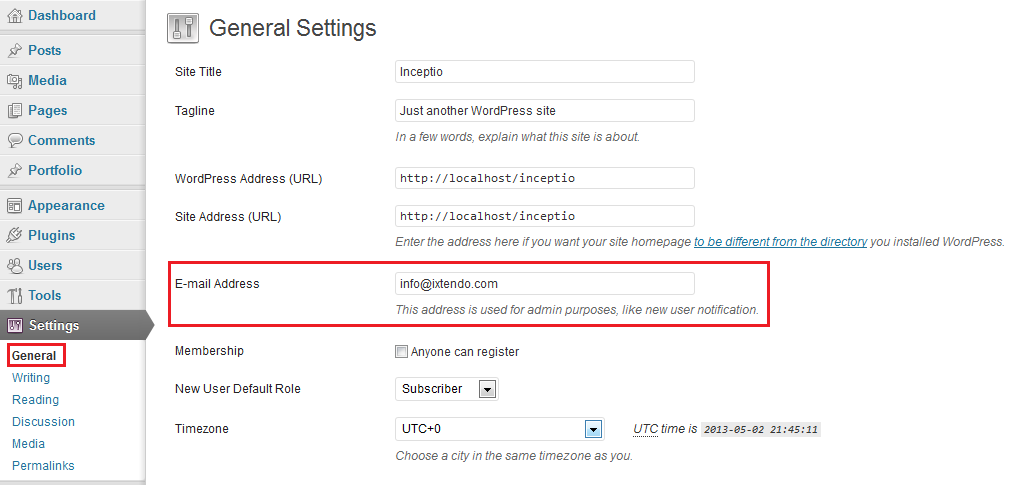 Dashboard
Posts
Media
Pages
Comments
Portfolio
Appearance
Plugins
Users
Tools
Settings
General
Writing
Reading
Discussion
Media
Permalinks
General Settings
Site Title Inceptio
Tagline Just another WordPress site
In a few words, explain what this site is about.
WordPress Address (URL) http://localhost/inceptio
Site Address (URL) http://localhost/inceptio
Enter the address here if you want your site homepage to be different from the directory you installed WordPress.
E-mail Address info@ixtendo.com
This address is used for admin purposes, like new user notification.
Membership Anyone can register
New User Default Role Subscriber
Timezone UTC+0 UTC time is 2013-05-02 21:45:11
Choose a city in the same timezone as you.